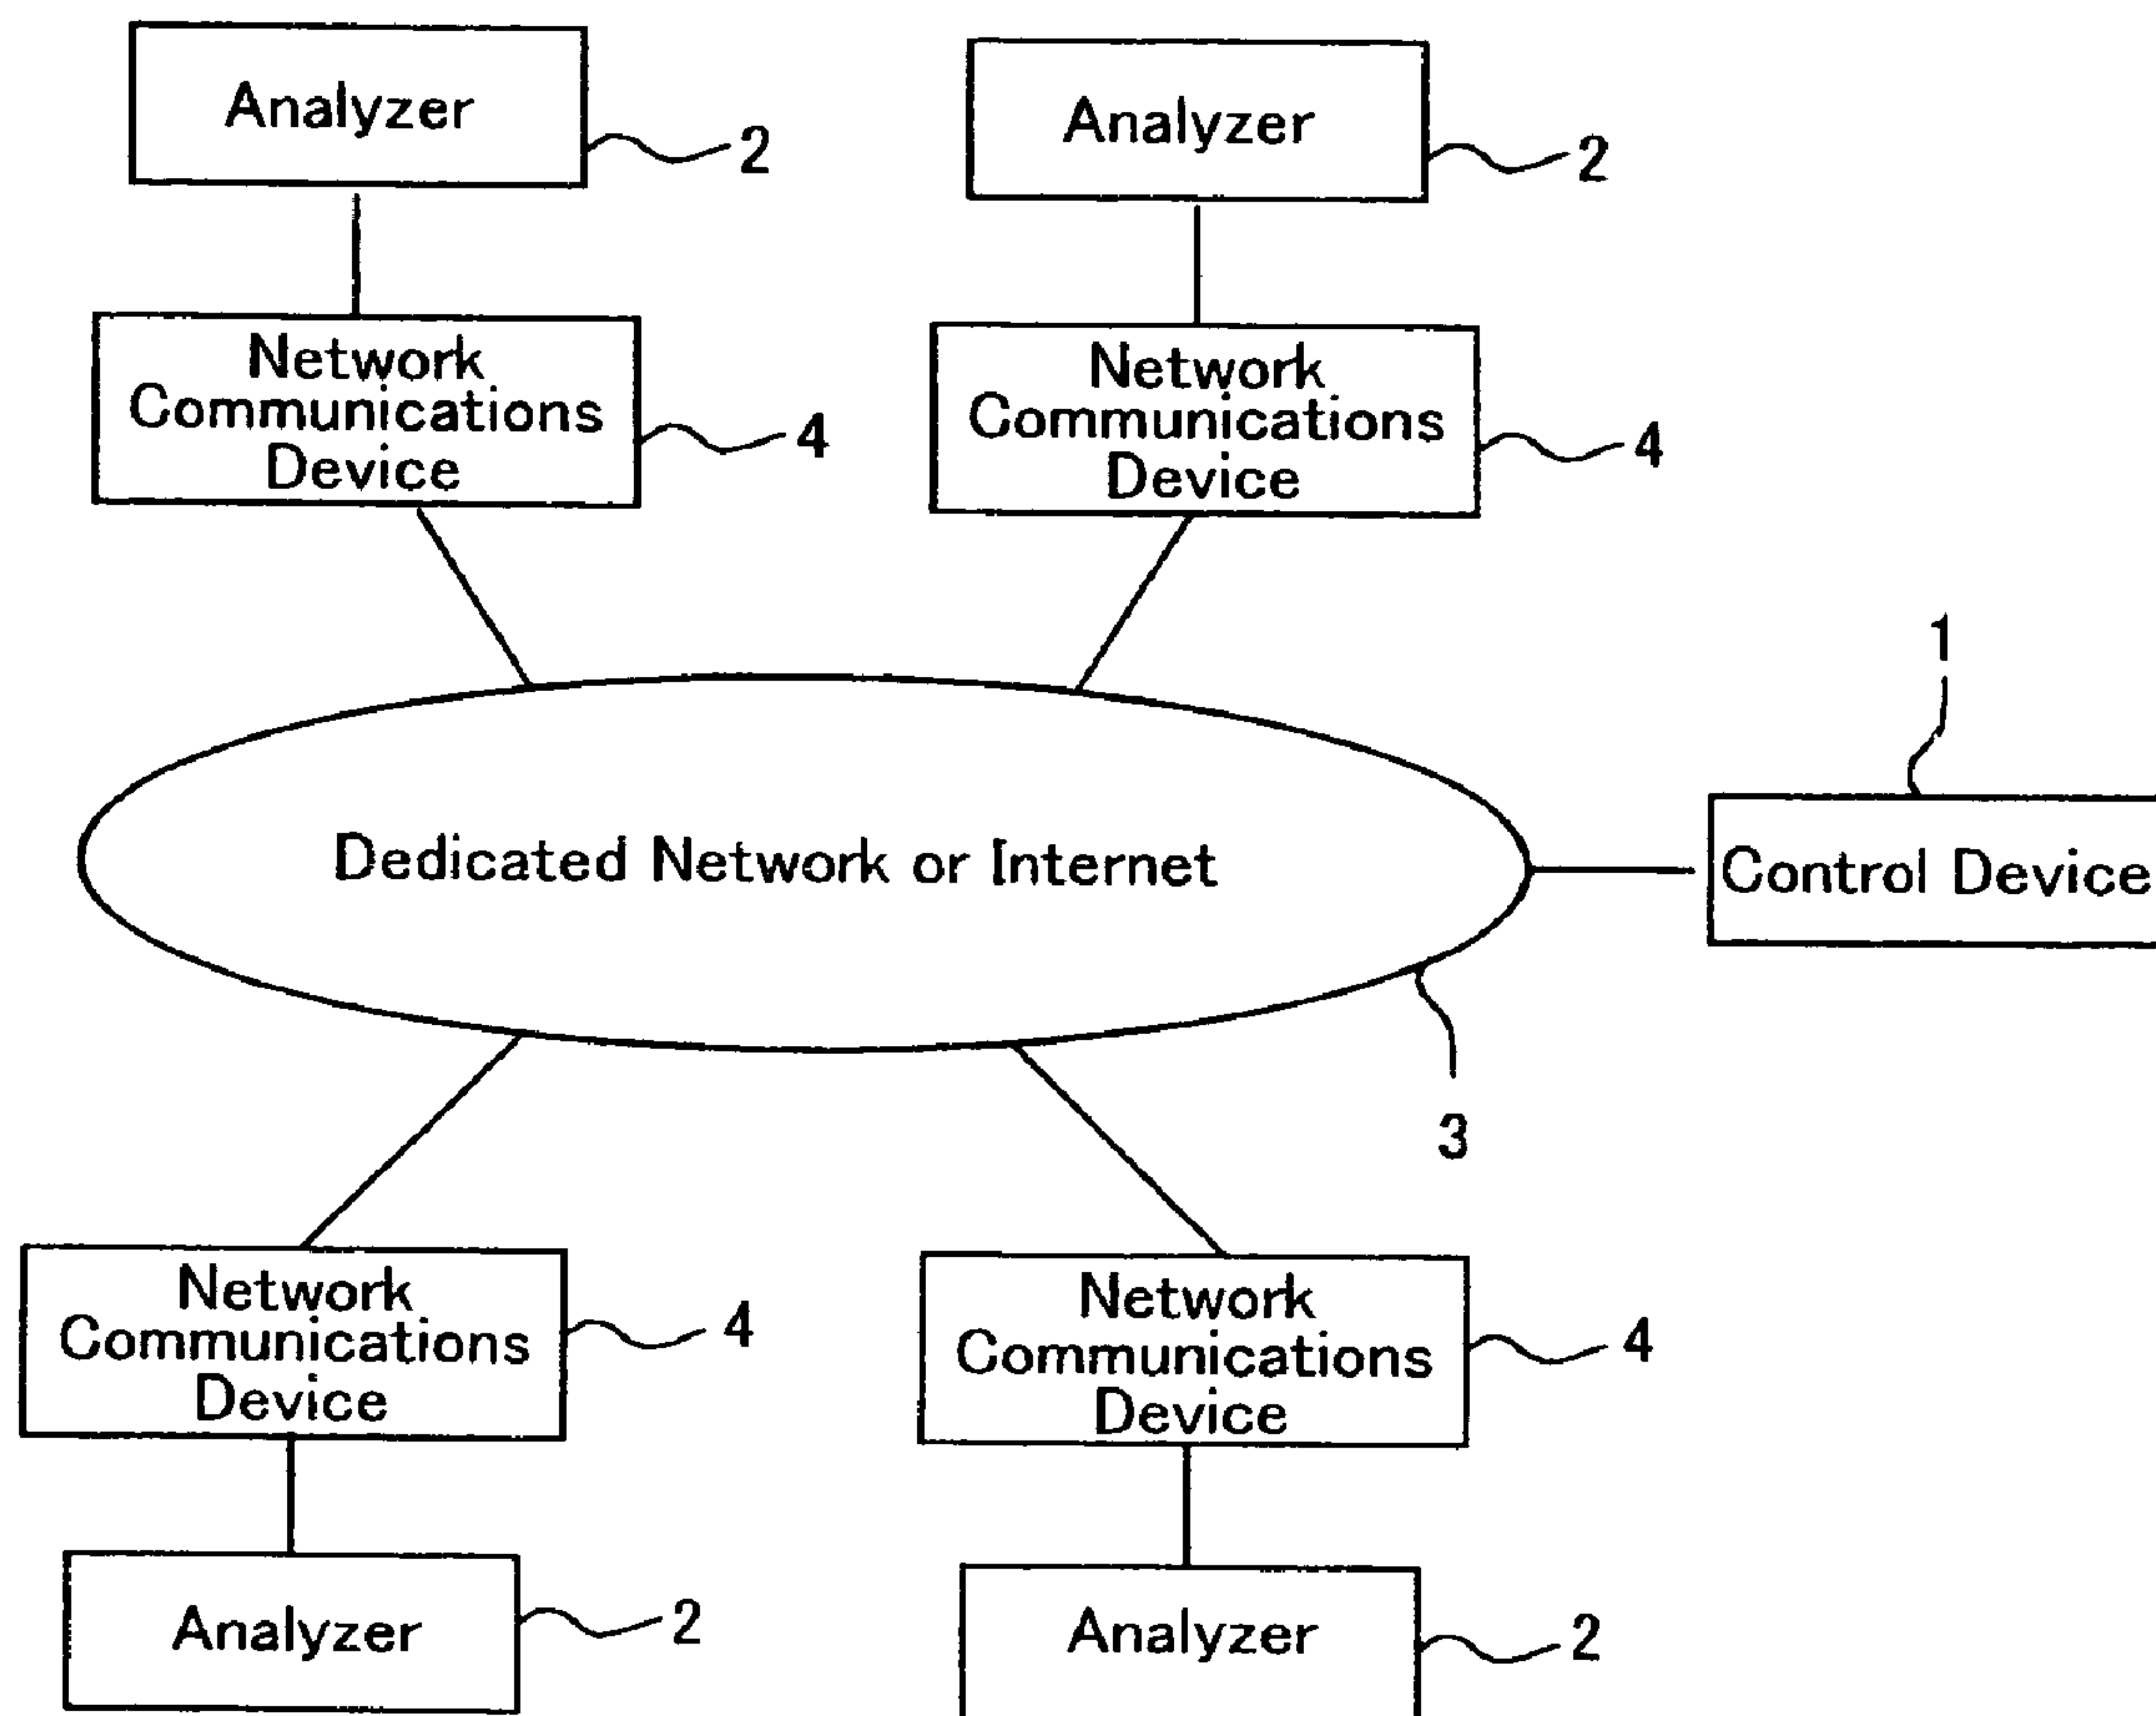 Analyzer
2
Analyzer
2
Network
Communications
Device
4
Network
Communications
Device
4
1
Dedicated Network or Internet
Control Device
3
Network
Communications
Device
4
Network
Communications
Device
4
Analyzer
2
Analyzer
2